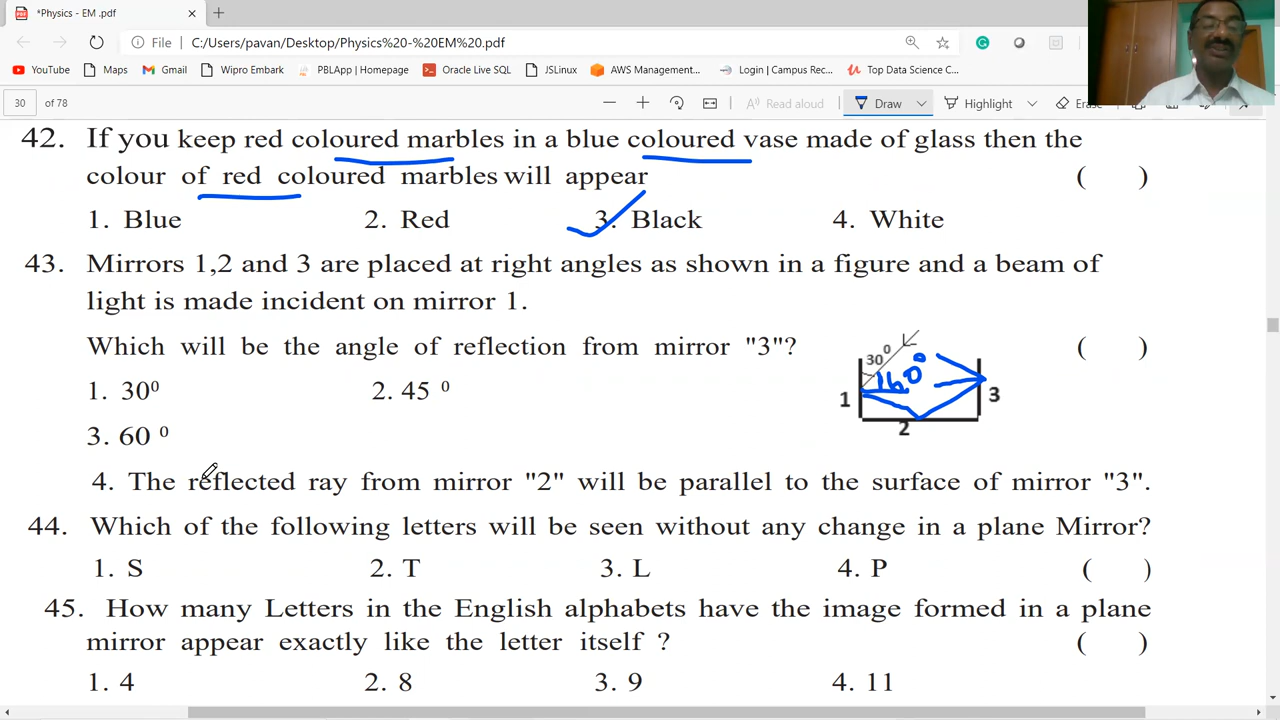 *Physics - EM .pdf
File C:/Users/pavan/Desktop/Physics%20-%20EM%20.pdf
YouTube Maps Gmail Wipro Embark PBLApp | Homepage Oracle Live SQL JSLinux AWS Management... Login | Campus Rec... Top Data Science C...
30 of 78 Read aloud Draw Highlight Erase
42. If you keep red coloured marbles in a blue coloured vase made of glass then the
colour of red coloured marbles will appear ( )
1. Blue 2. Red 3. Black 4. White
43. Mirrors 1,2 and 3 are placed at right angles as shown in a figure and a beam of
light is made incident on mirror 1.
Which will be the angle of reflection from mirror "3"? ( )
30⁰
60⁰
1. 30⁰ 2. 45 ⁰
1 3
2
3. 60 ⁰
4. The reflected ray from mirror "2" will be parallel to the surface of mirror "3".
44. Which of the following letters will be seen without any change in a plane Mirror?
1. S 2. T 3. L 4. P ( )
45. How many Letters in the English alphabets have the image formed in a plane
mirror appear exactly like the letter itself ? ( )
1. 4 2. 8 3. 9 4. 11